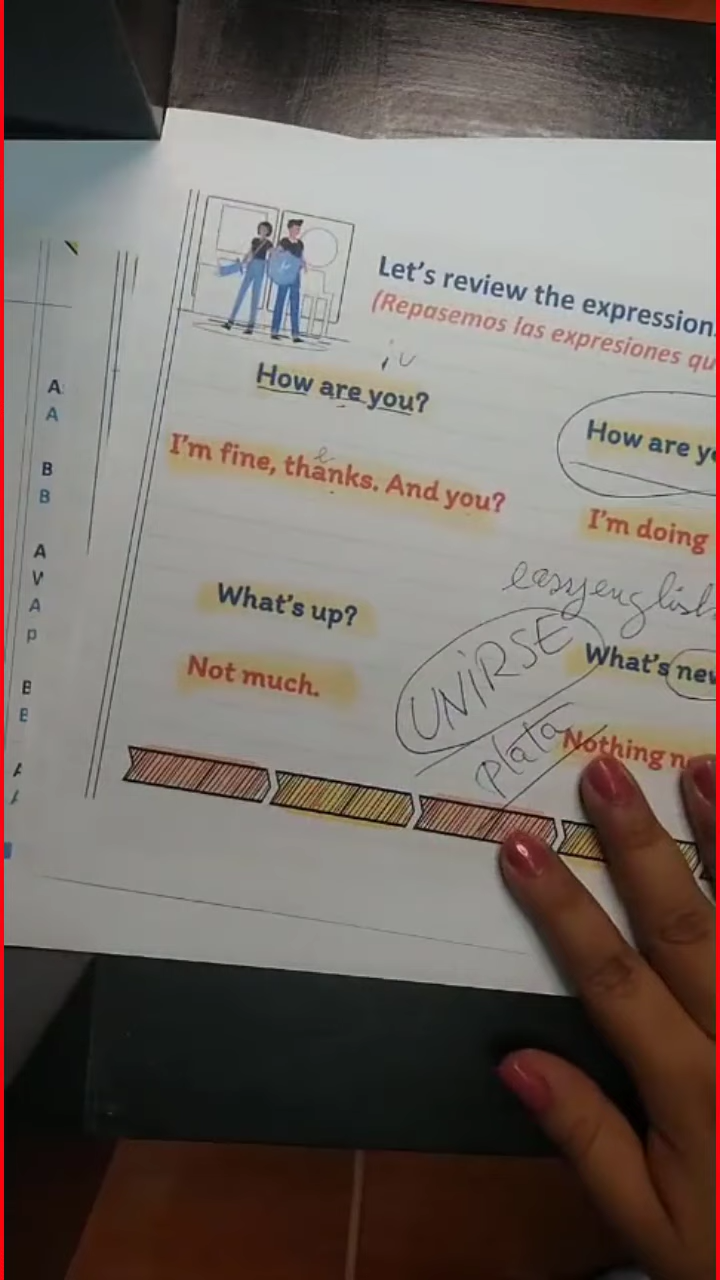 Let's review the expression
(Repasemos las expresiones qu
How are you?
I'm fine, thanks. And you?
How are yo
I'm doing
easyenglish
What's up?
Not much.
UNIRSE
plata
What's new
Nothing n
A
A
B
B
A
V
A
p
B
B